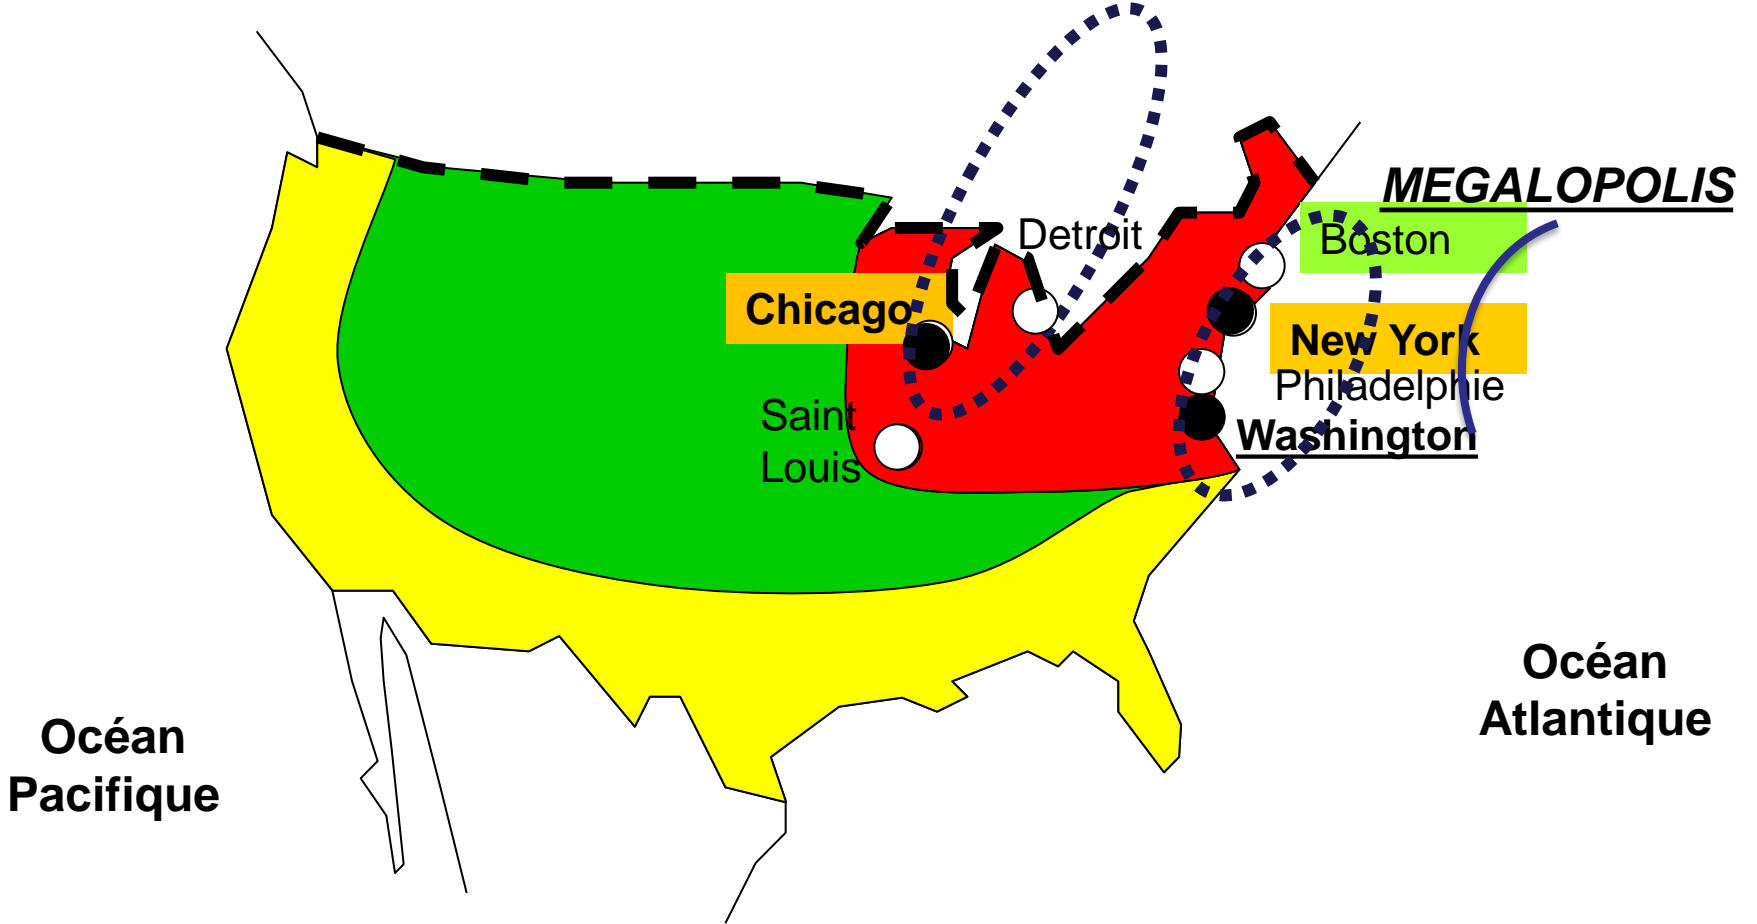 MEGALOPOLIS
Detroit
Boston
Chicago
New York
Philadelphie
Saint
Louis
Washington
Océan
Atlantique
Océan
Pacifique